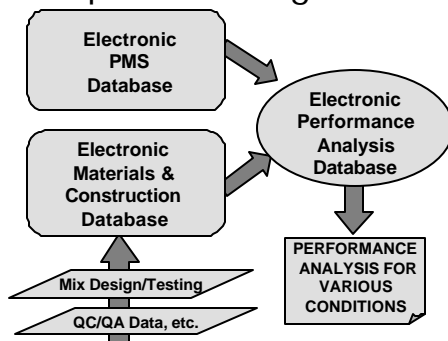 Electronic
PMS
Database
Electronic
Performance
Analysis
Database
Electronic
Materials &
Construction
Database
PERFORMANCE
ANALYSIS FOR
VARIOUS
CONDITIONS
Mix Design/Testing
QC/QA Data, etc.